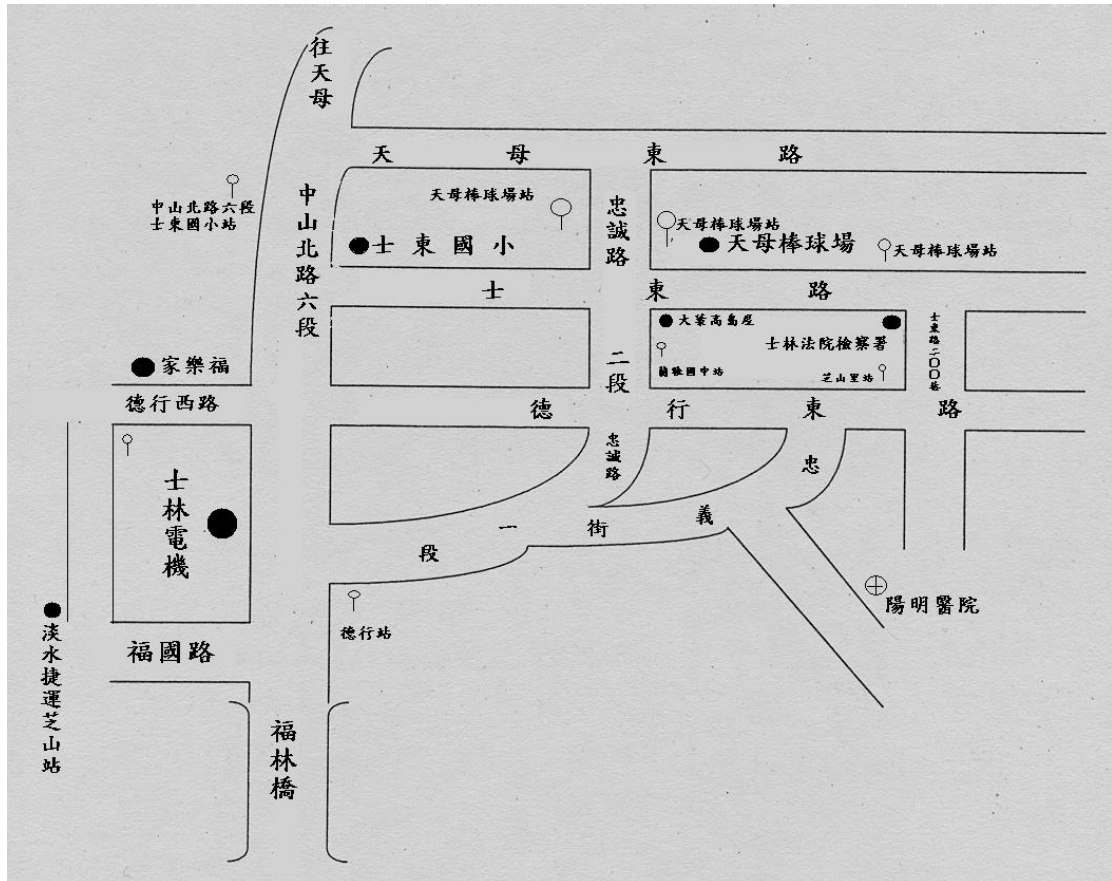 往天母
天母東路
中山北路六段
士東國小站
中山北路六段
天母棒球場站
士東國小
忠誠路
天母棒球場站
天母棒球場
天母棒球場站
士東路
大葉高島屋
士林法院檢察署
士東路二〇〇巷
二段
蘭雅國中站
芝山里站
家樂福
德行西路
德行東路
忠誠路
忠
義
街
一
段
士林電機
德行站
陽明醫院
福國路
淡水捷運芝山站
福林橋